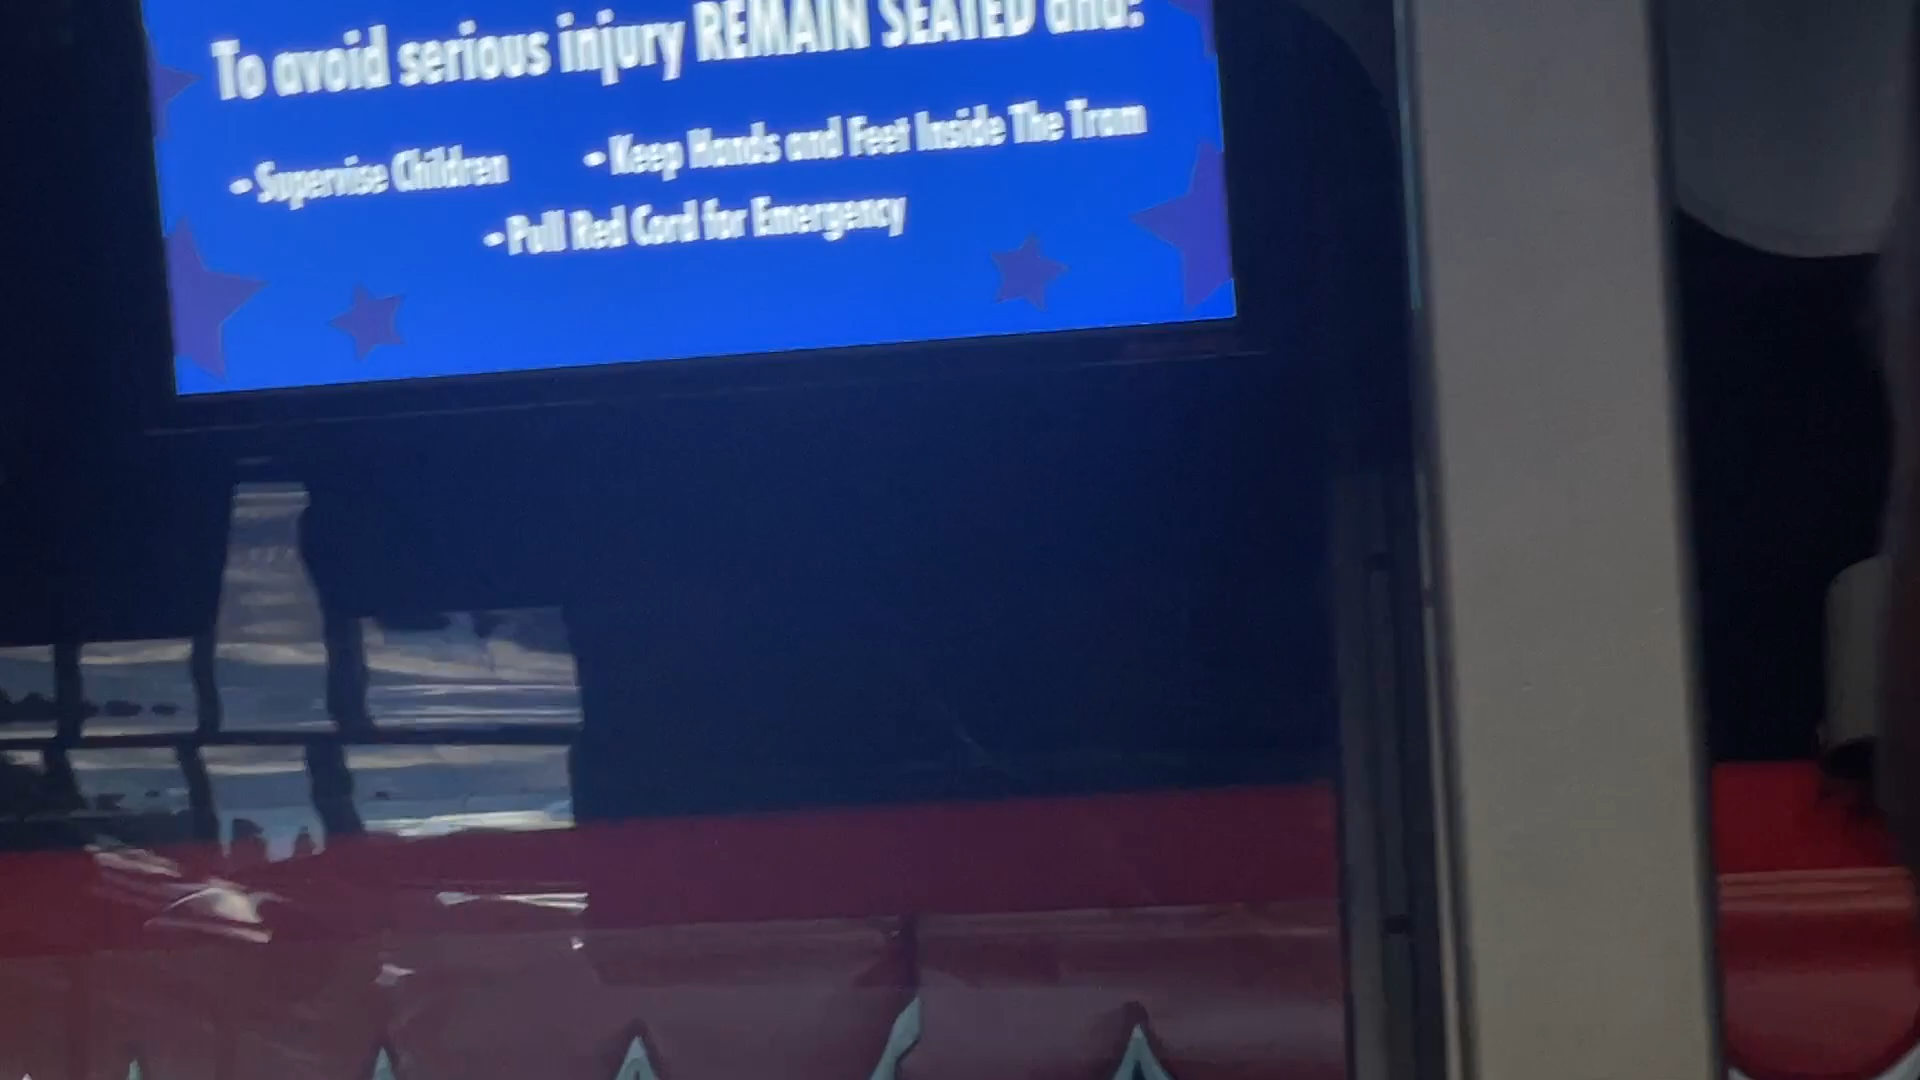 To avoid serious injury REMAIN SEATED and:
- Supervise Children - Keep Hands and Feet Inside The Tram
- Pull Red Cord for Emergency